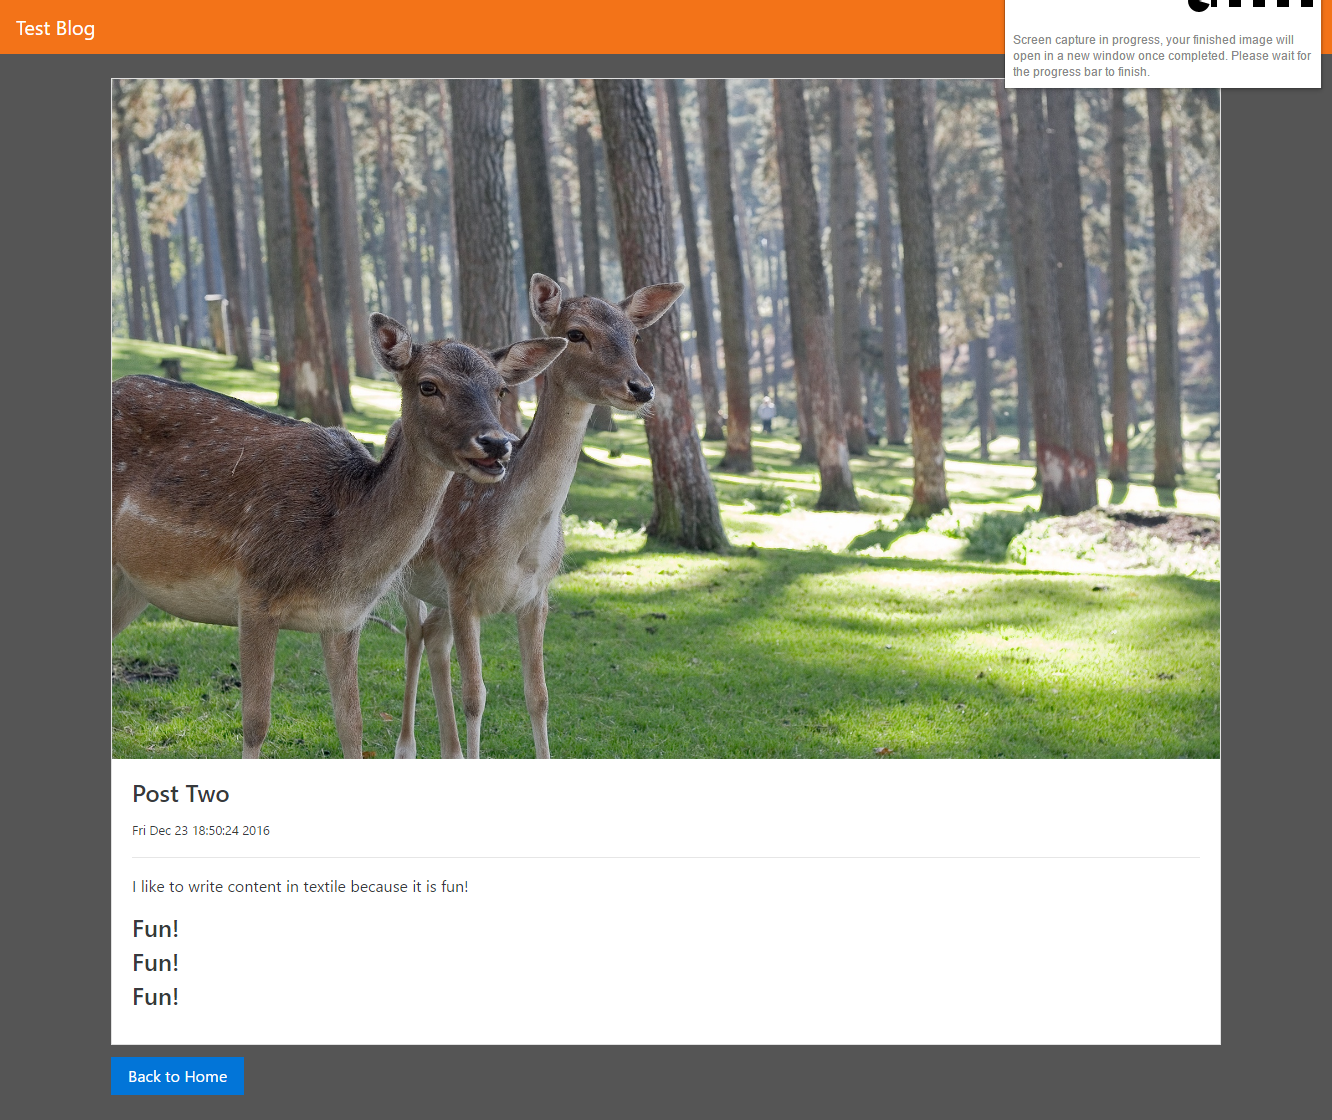 Test Blog
Screen capture in progress, your finished image will
open in a new window once completed. Please wait for
the progress bar to finish.
Post Two
Fri Dec 23 18:50:24 2016
I like to write content in textile because it is fun!
Fun!
Fun!
Fun!
Back to Home